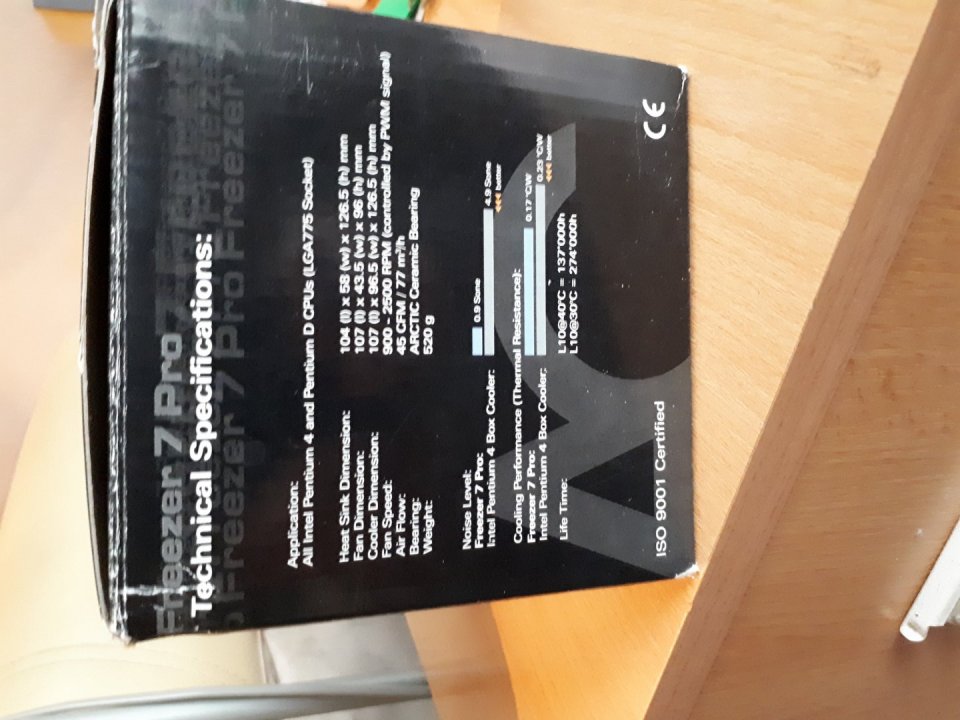 Freezer 7 Pro
Freezer 7 Pro Freezer 7
Technical Specifications:
Application:
All Intel Pentium 4 and Pentium D CPUs (LGA775 Socket)
Heat Sink Dimension: 104 (l) x 58 (w) x 126.5 (h) mm
Fan Dimension: 107 (l) x 43.5 (w) x 96 (h) mm
Cooler Dimension: 107 (l) x 96.5 (w) x 126.5 (h) mm
Fan Speed: 900 - 2500 RPM (controlled by PWM signal)
Air Flow: 45 CFM / 77 m³/h
Bearing: ARCTIC Ceramic Bearing
Weight: 520 g
Noise Level:
Freezer 7 Pro: 0.9 Sone
Intel Pentium 4 Box Cooler: 4.9 Sone
better
Cooling Performance (Thermal Resistance):
Freezer 7 Pro: 0.17 °C/W
Intel Pentium 4 Box Cooler: 0.23 °C/W
better
Life Time: L10@40°C = 137'000h
L10@30°C = 274'000h
ISO 9001 Certified CE